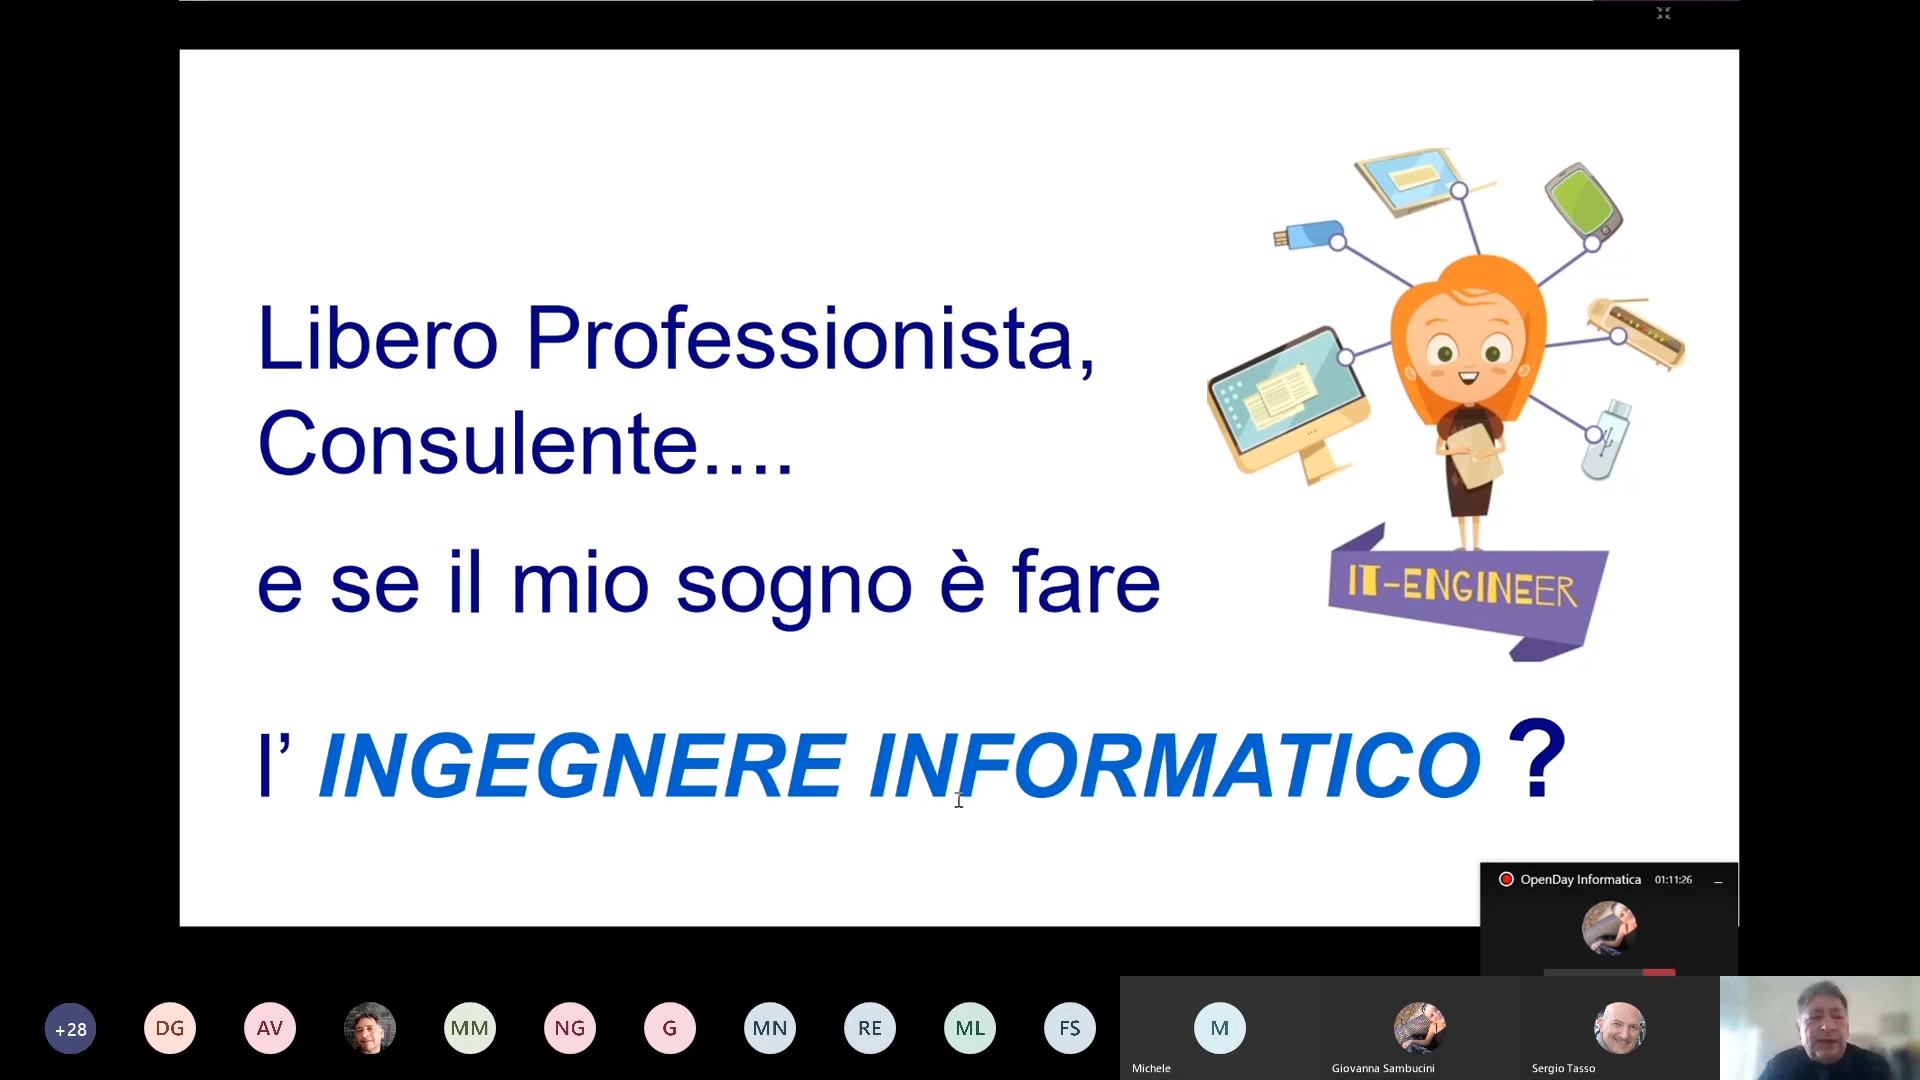 Libero Professionista,
Consulente....
e se il mio sogno è fare
l’ INGEGNERE INFORMATICO ?
IT-ENGINEER
OpenDay Informatica 01:11:26
+28
DG
AV
MM
NG
G
MN
RE
ML
FS
M
Michele
Giovanna Sambucini
Sergio Tasso